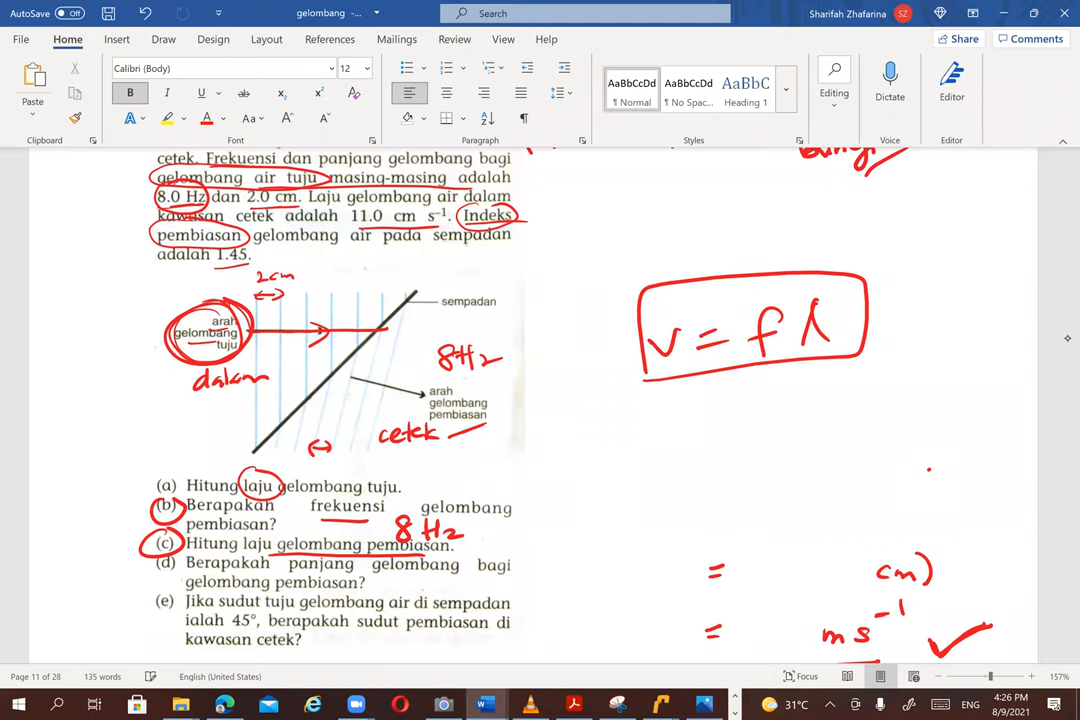 AutoSave Off
gelombang -...
Search
Sharifah Zhafarina
SZ
File Home Insert Draw Design Layout References Mailings Review View Help
Share Comments
Paste
Calibri (Body) 12
B I U ab x₂ x²
A A Aa A A
AaBbCcDd AaBbCcDd AaBbC
¶ Normal ¶ No Spac... Heading 1
Editing
Dictate
Editor
Clipboard Font Paragraph Styles Voice Editor
cetek. Frekuensi dan panjang gelombang bagi
gelombang air tuju masing-masing adalah
8.0 Hz dan 2.0 cm. Laju gelombang air dalam
kawasan cetek adalah 11.0 cm s⁻¹. Indeks
pembiasan gelombang air pada sempadan
adalah 1.45.
2cm
sempadan
arah
gelombang
tuju
dalam
8Hz
arah
gelombang
pembiasan
cetek
v = f λ
(a) Hitung laju gelombang tuju.
(b) Berapakah frekuensi gelombang
pembiasan?
8 Hz
(c) Hitung laju gelombang pembiasan.
(d) Berapakah panjang gelombang bagi
gelombang pembiasan?
(e) Jika sudut tuju gelombang air di sempadan
ialah 45°, berapakah sudut pembiasan di
kawasan cetek?
= cm)
= m s⁻¹
Page 11 of 28 135 words English (United States)
Focus
157%
31°C
4:26 PM
8/9/2021